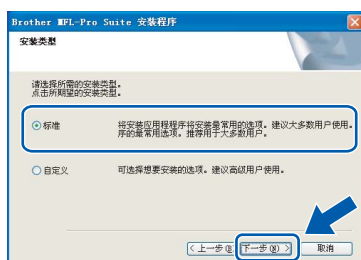 Brother MFL-Pro Suite 安装程序
安装类型
请选择所需的安装类型。
点击所期望的安装类型。
标准
将安装应用程程序将安装最常用的选项。建议大多数用户使用。
序的最常用选项。推荐用于大多数用户。
自定义
可选择想要安装的选项。建议高级用户使用。
< 上一步(B)
下一步(N) >
取消